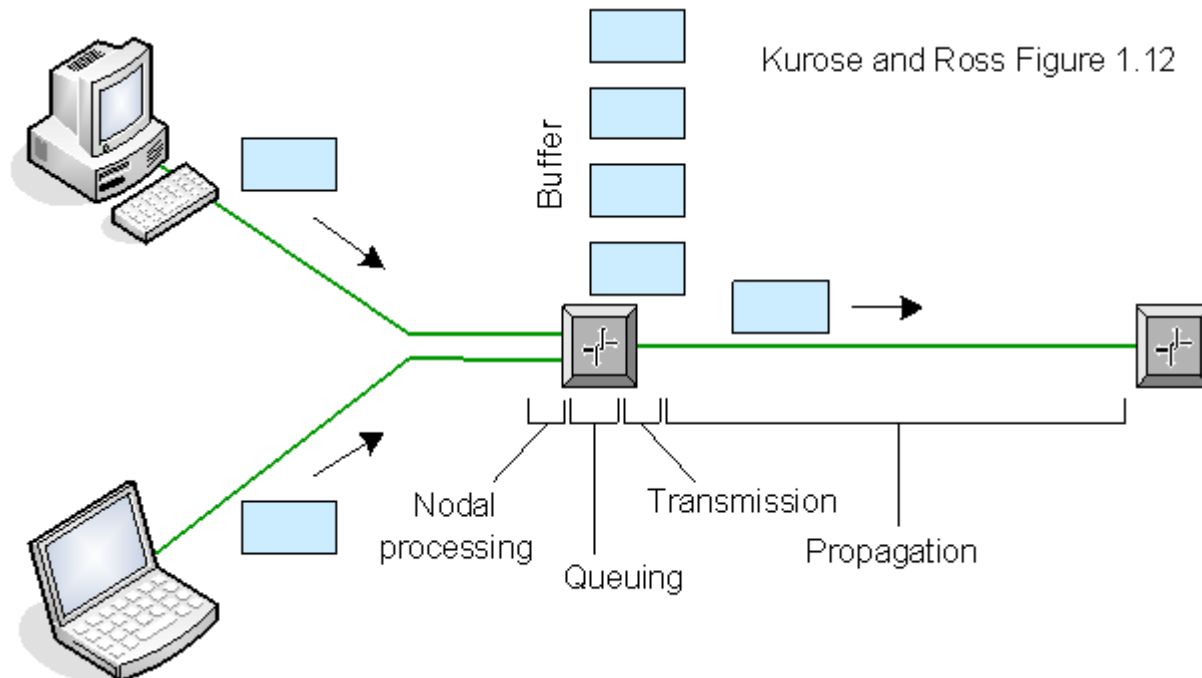 Kurose and Ross Figure 1.12
Buffer
Nodal
processing
Queuing
Transmission
Propagation